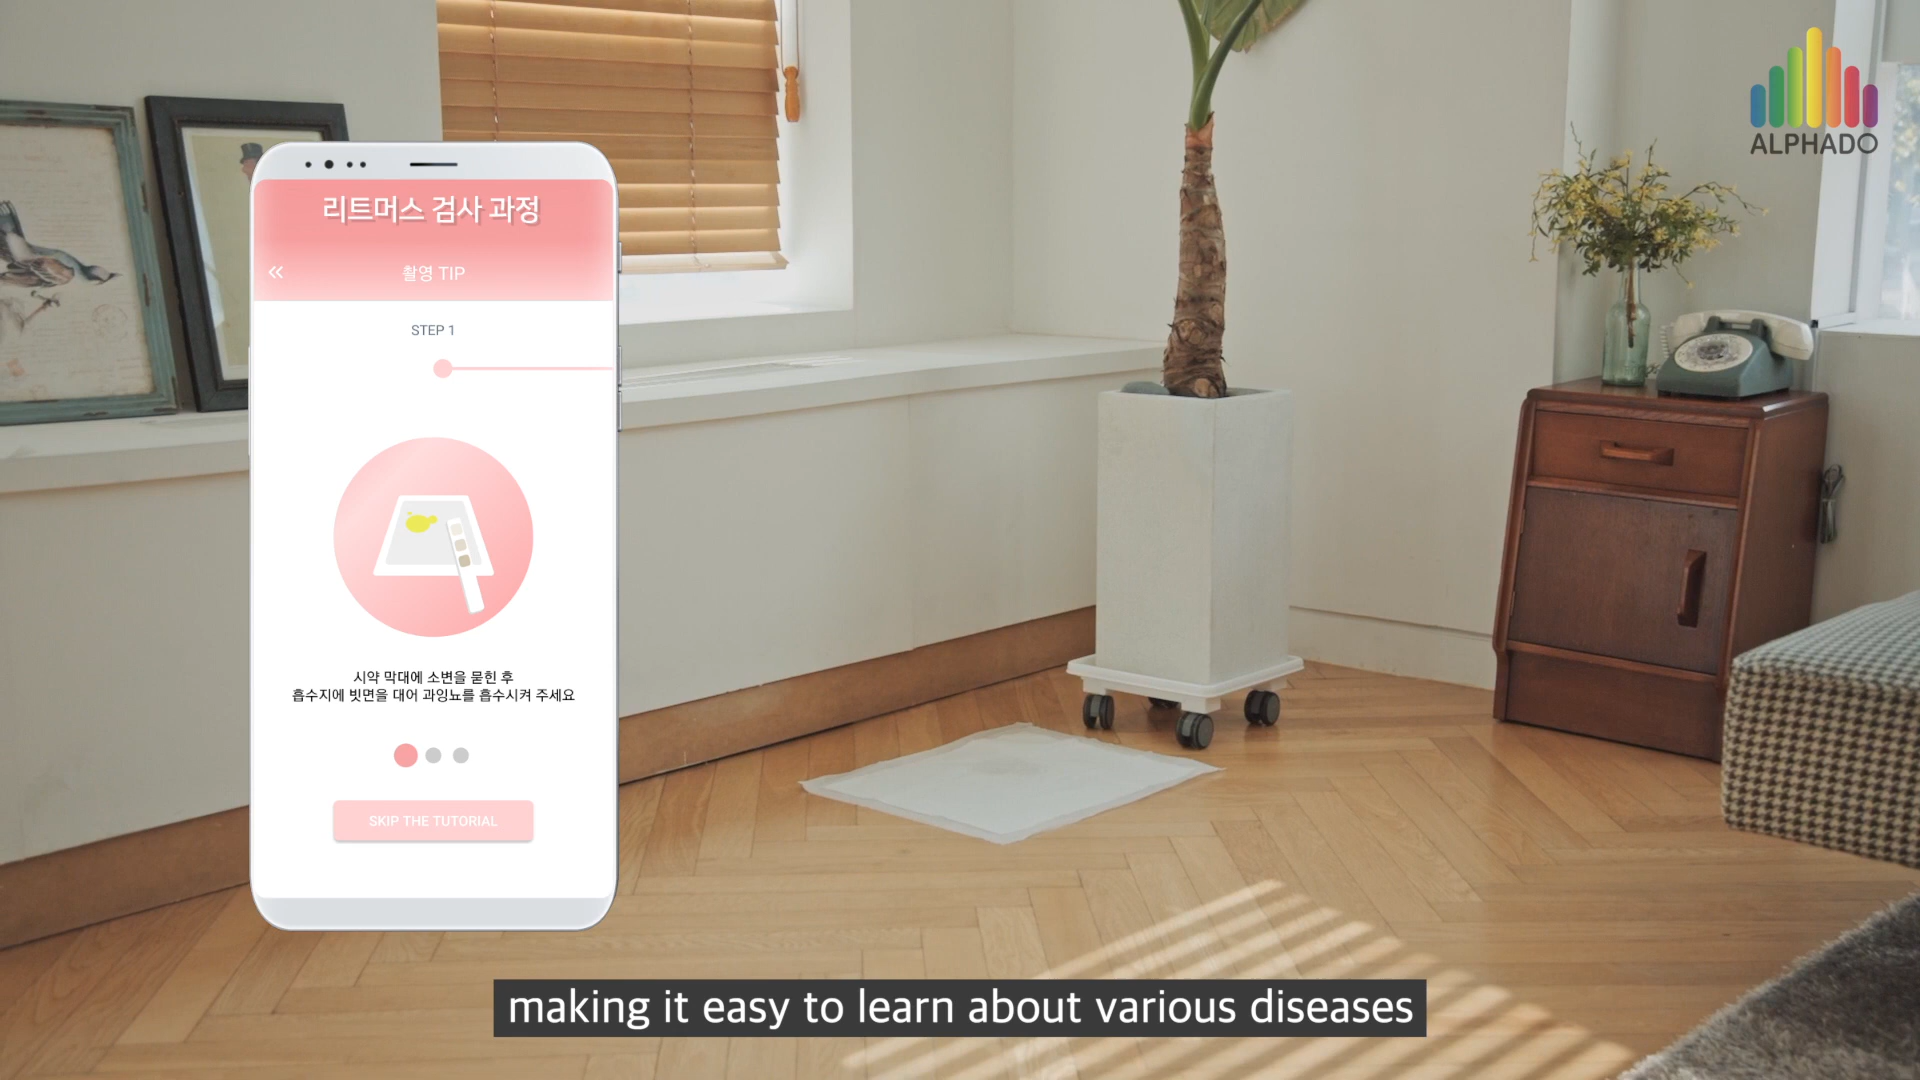 ALPHADO
리트머스 검사 과정
촬영 TIP
STEP 1
시약 막대에 소변을 묻힌 후
흡수지에 빗면을 대어 과잉뇨를 흡수시켜 주세요
SKIP THE TUTORIAL
making it easy to learn about various diseases